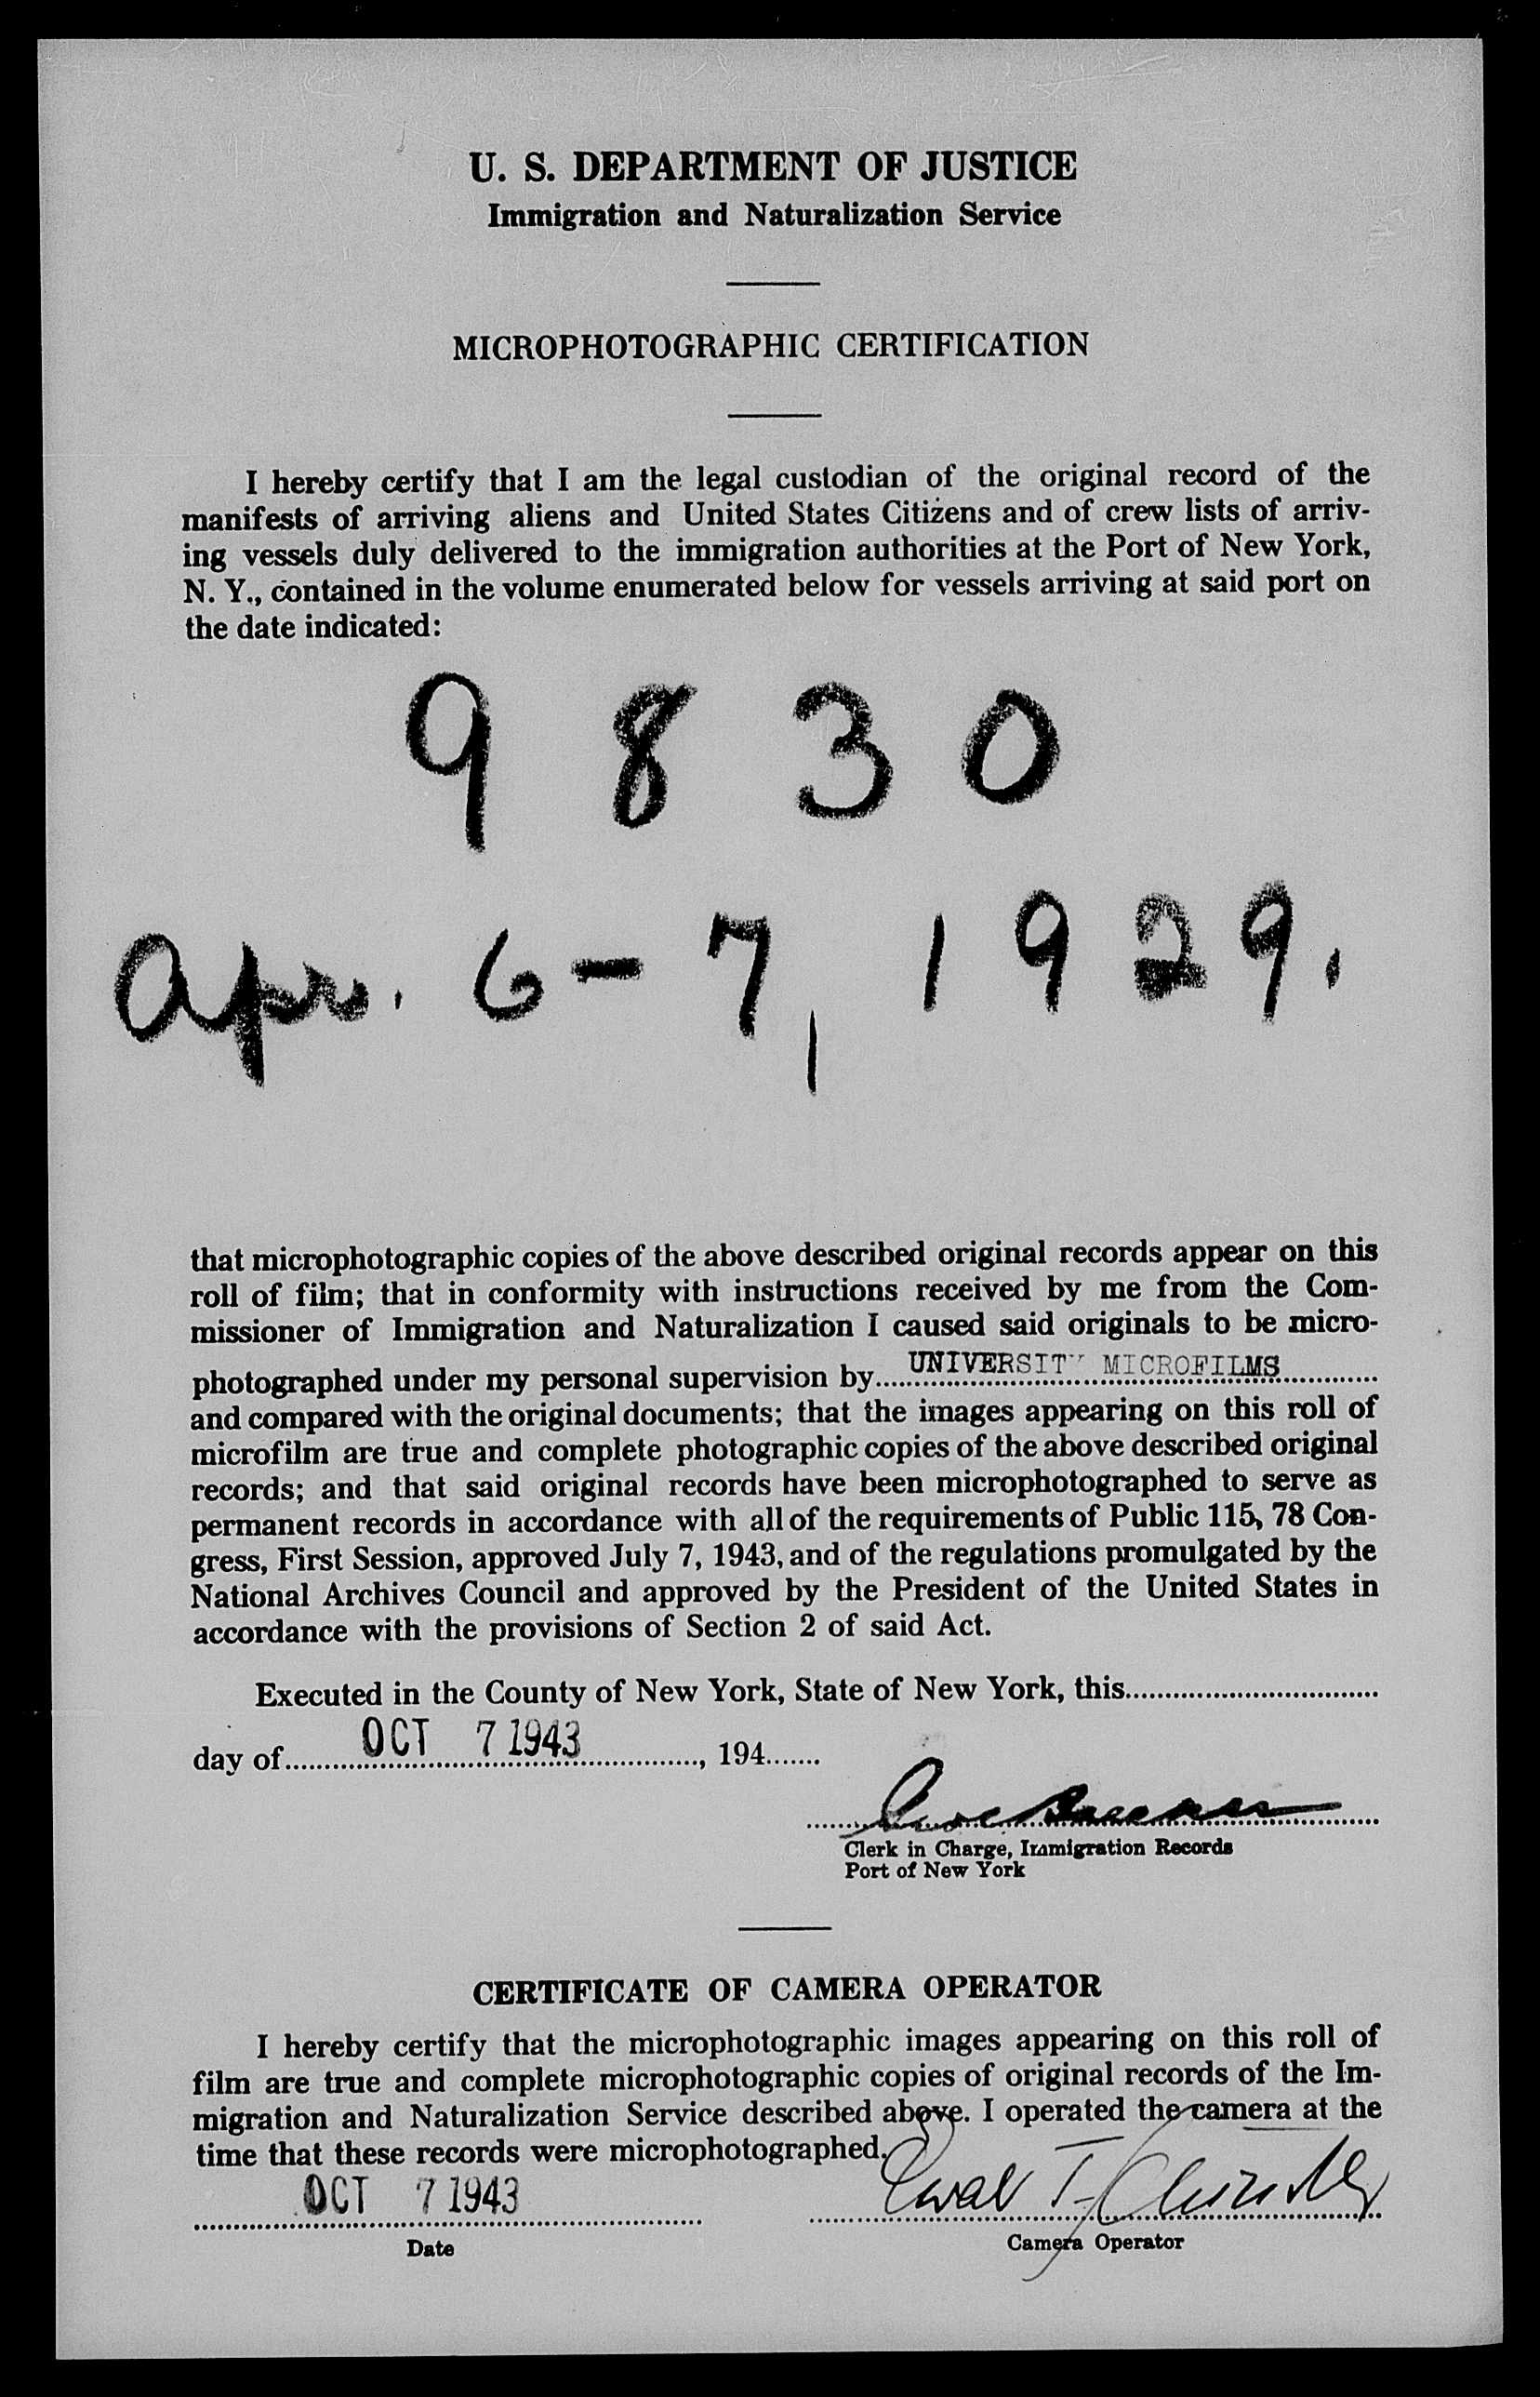 U. S. DEPARTMENT OF JUSTICE
Immigration and Naturalization Service
MICROPHOTOGRAPHIC CERTIFICATION
I hereby certify that I am the legal custodian of the original record of the
manifests of arriving aliens and United States Citizens and of crew lists of arriv-
ing vessels duly delivered to the immigration authorities at the Port of New York,
N. Y., contained in the volume enumerated below for vessels arriving at said port on
the date indicated:
9830
Apr. 6-7, 1929.
that microphotographic copies of the above described original records appear on this
roll of film; that in conformity with instructions received by me from the Com-
missioner of Immigration and Naturalization I caused said originals to be micro-
photographed under my personal supervision by UNIVERSITY MICROFILMS
and compared with the original documents; that the images appearing on this roll of
microfilm are true and complete photographic copies of the above described original
records; and that said original records have been microphotographed to serve as
permanent records in accordance with all of the requirements of Public 115, 78 Con-
gress, First Session, approved July 7, 1943, and of the regulations promulgated by the
National Archives Council and approved by the President of the United States in
accordance with the provisions of Section 2 of said Act.
Executed in the County of New York, State of New York, this
day of OCT 7 1943, 194
Clerk in Charge, Immigration Records
Port of New York
CERTIFICATE OF CAMERA OPERATOR
I hereby certify that the microphotographic images appearing on this roll of
film are true and complete microphotographic copies of original records of the Im-
migration and Naturalization Service described above. I operated the camera at the
time that these records were microphotographed.
OCT 7 1943
Date
Camera Operator